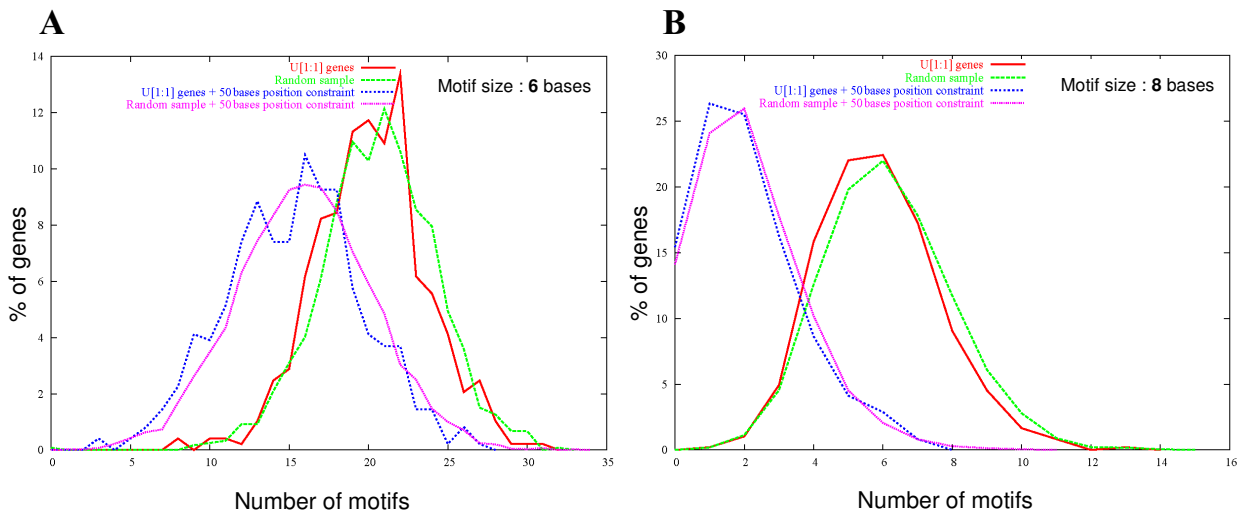 A
14
12
10
8
6
4
2
0
% of genes
U[1:1] genes
Random sample
U[1:1] genes + 50 bases position constraint
Random sample + 50 bases position constraint
Motif size : 6 bases
0 5 10 15 20 25 30 35
Number of motifs
B
30
25
20
15
10
5
0
% of genes
U[1:1] genes
Random sample
U[1:1] genes + 50 bases position constraint
Random sample + 50 bases position constraint
Motif size : 8 bases
0 2 4 6 8 10 12 14 16
Number of motifs